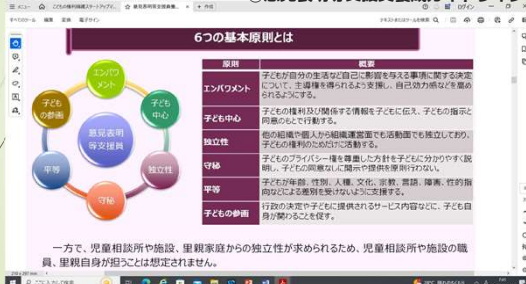 6つの基本原則とは
エンパワ
メント
子ども
中心
独立性
守秘
平等
子ども
の参画
意見表明
等支援員
原則
概要
エンパワメント
子どもが自分の生活など自己に影響を与える事項に関する決定
について、主導権を得られるよう支援し、自己効力感などを高め
られるようにする。
子ども中心
子どもの権利及び関係する情報を子どもに伝え、子どもの指示と
同意のもとで行動する。
独立性
他の組織や個人から組織運営面でも活動面でも独立しており、
子どもの権利のためだけに活動する。
守秘
子どものプライバシー権を尊重した方針を子どもに分かりやすく説
明し、子どもの同意なしに開示や提供を原則行わない。
平等
子どもが年齢、性別、人種、文化、宗教、言語、障害、性的指
向などによる差別を受けないように支援する。
子どもの参画
行政の決定や子どもに提供されるサービス内容などに、子ども自
身が関わることを促す。
一方で、児童相談所や施設、里親家庭からの独立性が求められるため、児童相談所や施設の職
員、里親自身が担うことは想定されません。